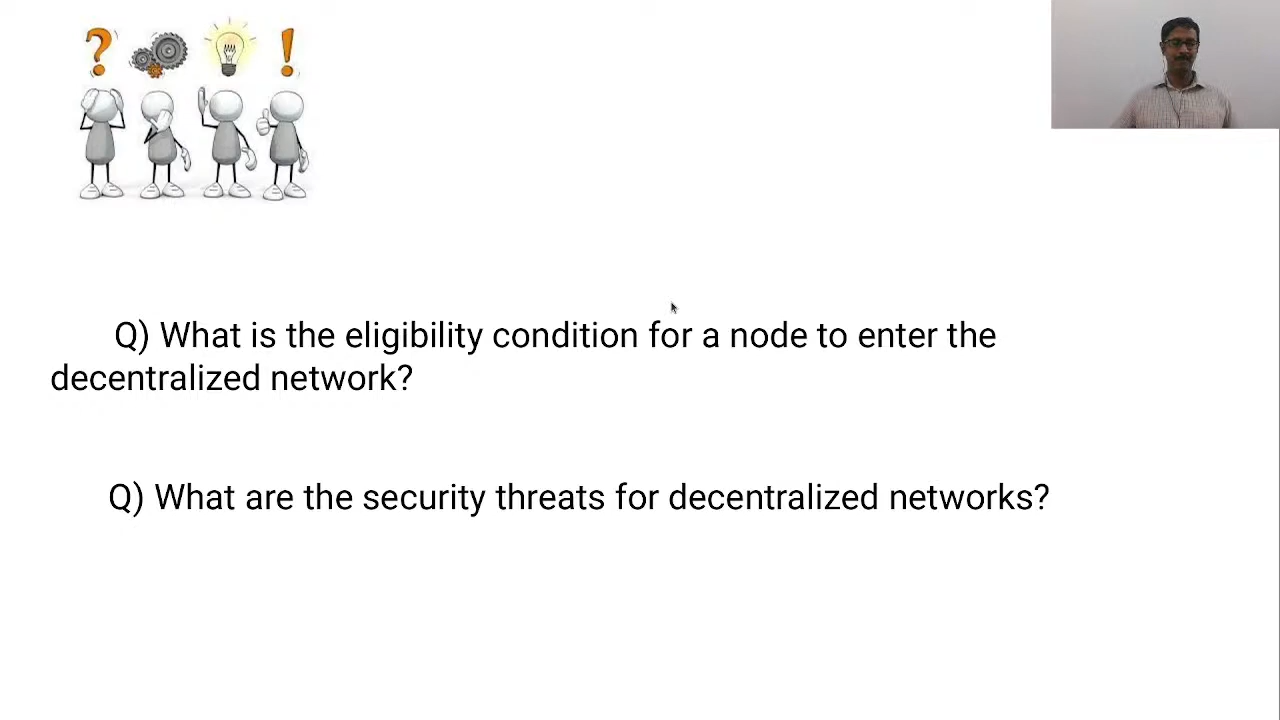 Q) What is the eligibility condition for a node to enter the
decentralized network?
Q) What are the security threats for decentralized networks?